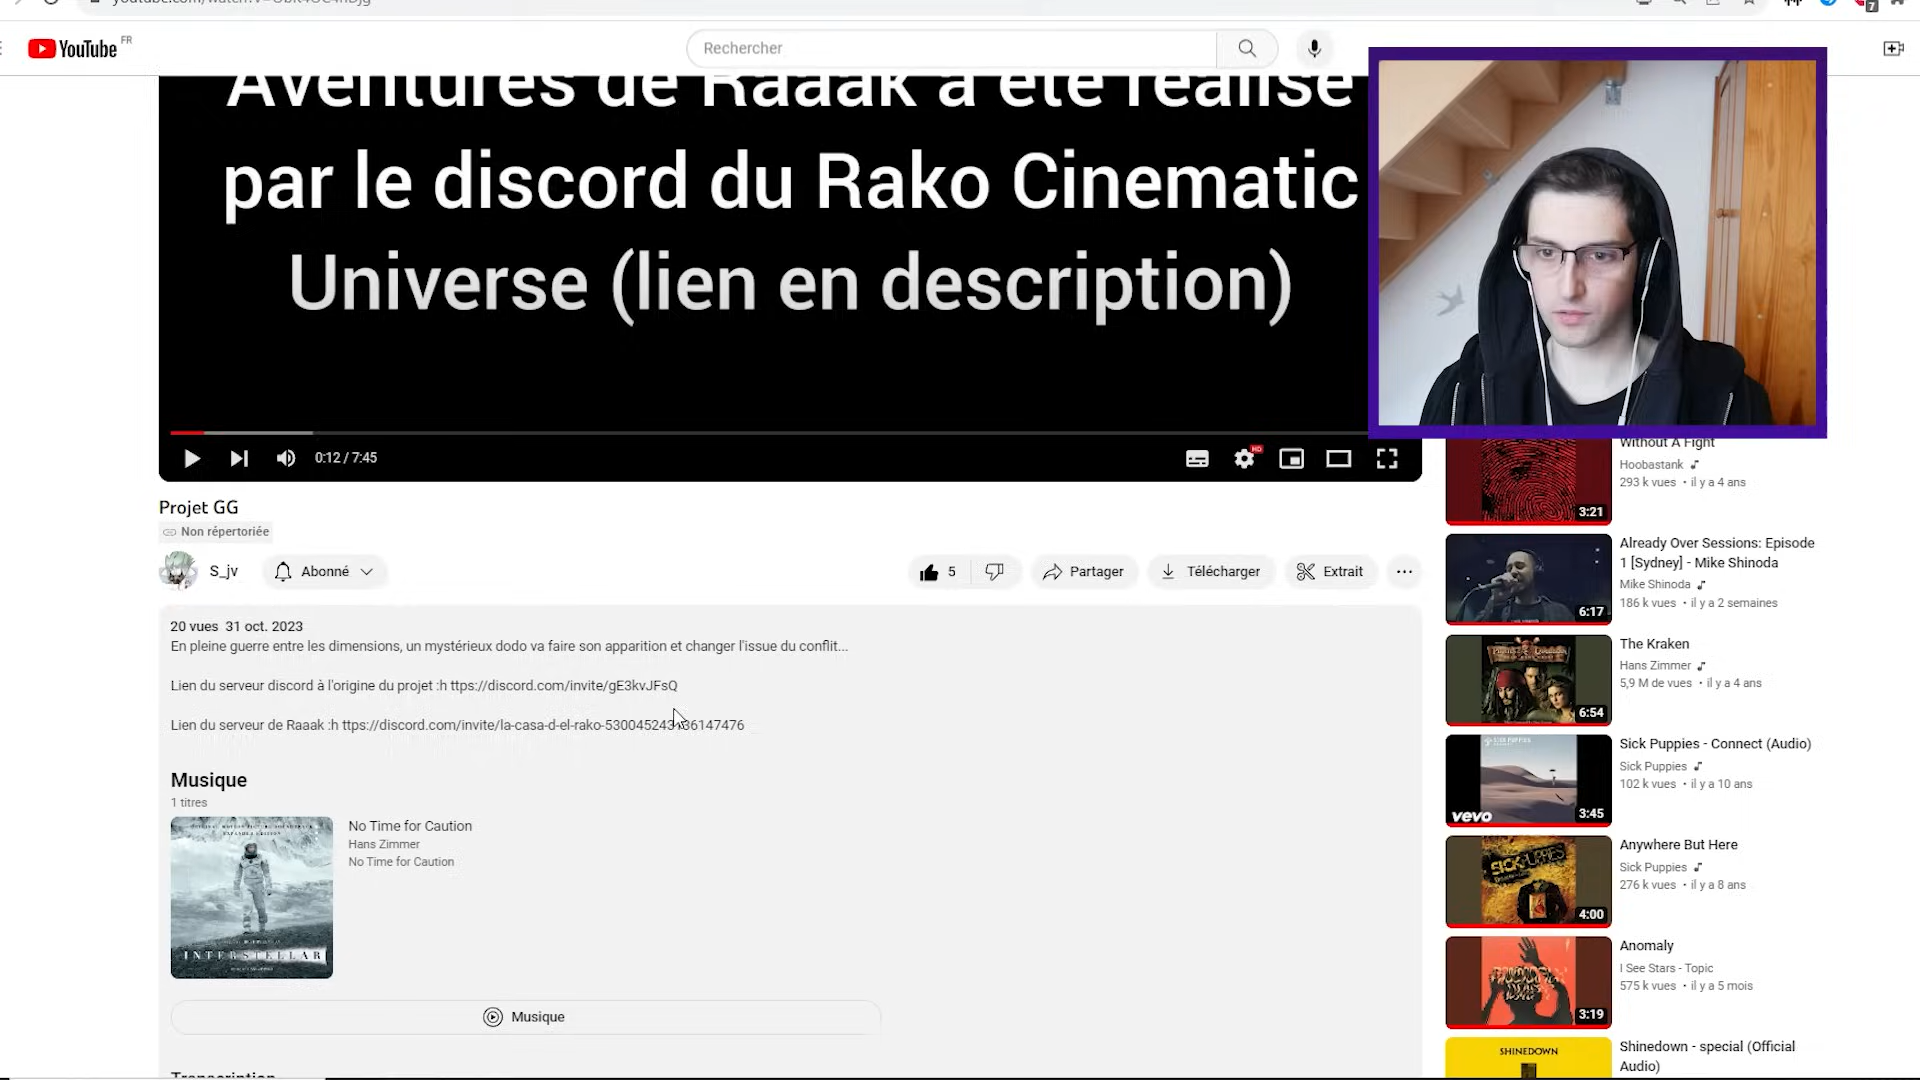 YouTube FR
Rechercher
7
Aventures de Raaak a été réalisé
par le discord du Rako Cinematic
Universe (lien en description)
0:12 / 7:45
HD
Projet GG
Non répertoriée
S_jv
Abonné
5
Partager
Télécharger
Extrait
20 vues 31 oct. 2023
En pleine guerre entre les dimensions, un mystérieux dodo va faire son apparition et changer l'issue du conflit...
Lien du serveur discord à l'origine du projet :h ttps://discord.com/invite/gE3kvJFsQ
Lien du serveur de Raaak :h ttps://discord.com/invite/la-casa-d-el-rako-530045243 36147476
Musique
1 titres
No Time for Caution
Hans Zimmer
No Time for Caution
INTERSTELLAR
Musique
Transcription
Without A Fight
Hoobastank
293 k vues • il y a 4 ans
3:21
Already Over Sessions: Episode
1 [Sydney] - Mike Shinoda
Mike Shinoda
186 k vues • il y a 2 semaines
6:17
The Kraken
Hans Zimmer
5,9 M de vues • il y a 4 ans
6:54
Sick Puppies - Connect (Audio)
Sick Puppies
102 k vues • il y a 10 ans
SICK PUPPIES
vevo
3:45
Anywhere But Here
Sick Puppies
276 k vues • il y a 8 ans
SICK PUPPIES
4:00
Anomaly
I See Stars - Topic
575 k vues • il y a 5 mois
3:19
Shinedown - special (Official
Audio)
SHINEDOWN